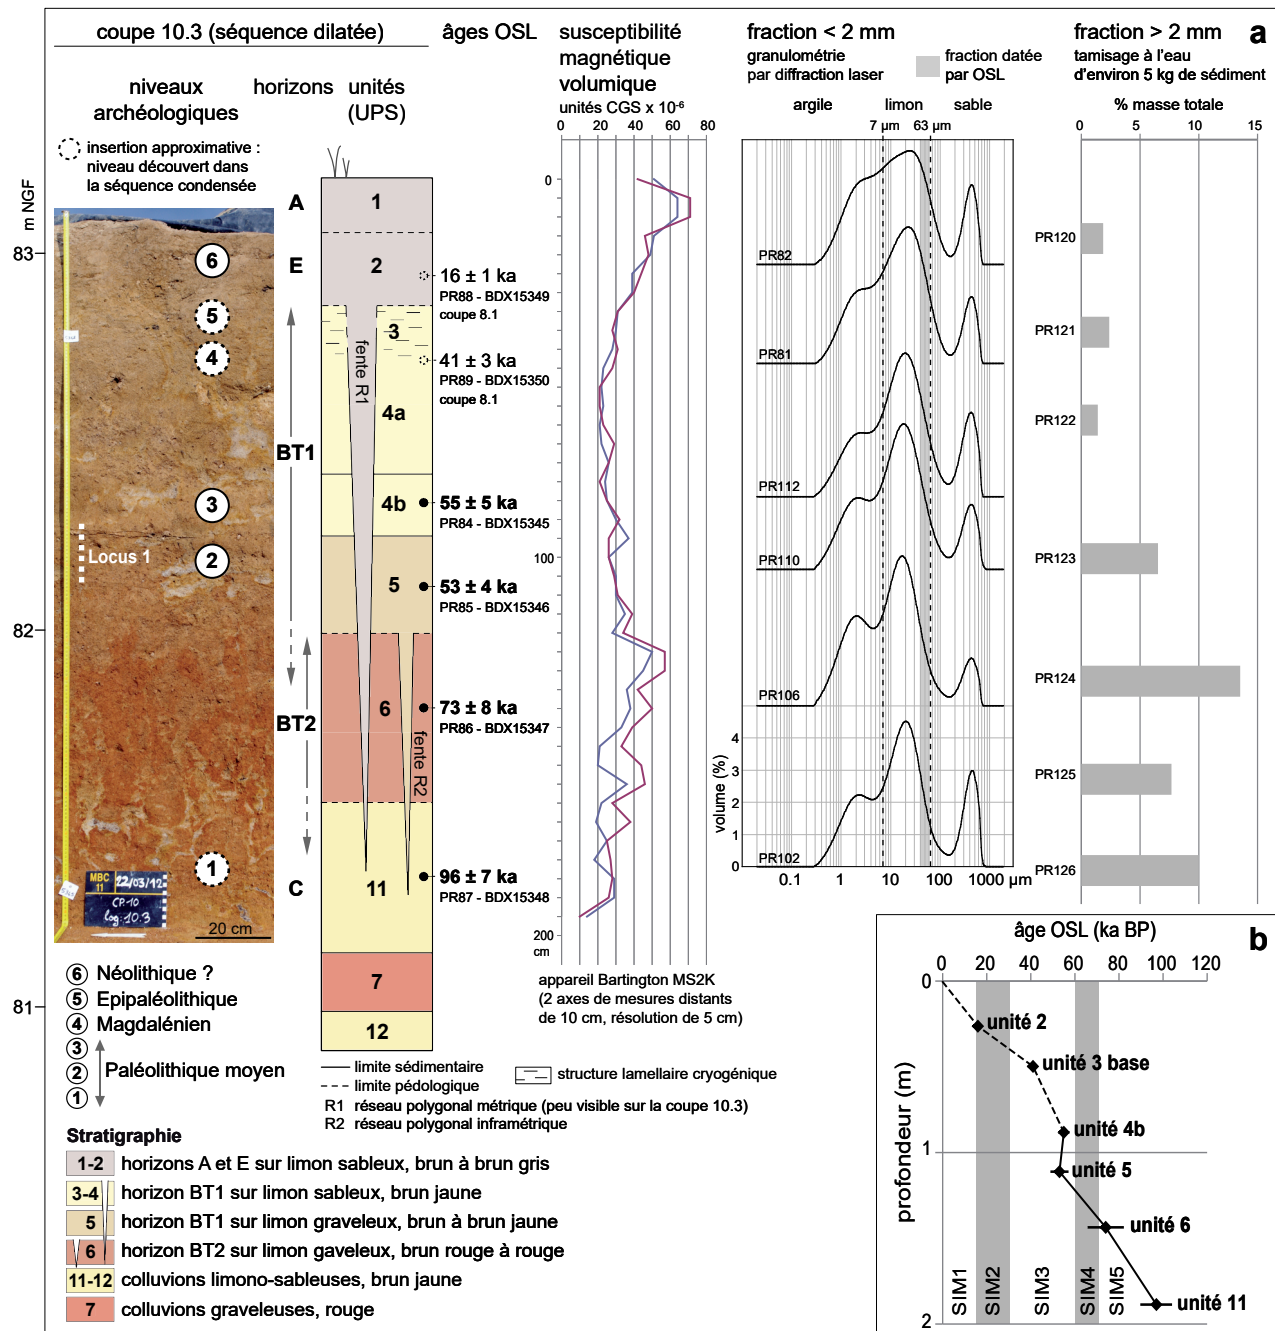 coupe 10.3 (séquence dilatée)
âges OSL
susceptibilité
magnétique
volumique
unités CGS x 10-6
0 20 40 60 80
fraction < 2 mm
granulométrie
par diffraction laser
fraction datée
par OSL
argile limon sable
7 µm 63 µm
fraction > 2 mm
tamisage à l'eau
d'environ 5 kg de sédiment
% masse totale
0 5 10 15
a
niveaux
archéologiques
horizons
unités
(UPS)
insertion approximative :
niveau découvert dans
la séquence condensée
m NGF
83
82
81
6
5
4
3
2
1
Locus 1
MBC
11
22/03/12
CP.10
log:10.3
20 cm
A
E
BT1
BT2
C
1
2
3
4a
4b
5
6
11
7
12
fente R1
fente R2
16 ± 1 ka
PR88 - BDX15349
coupe 8.1
41 ± 3 ka
PR89 - BDX15350
coupe 8.1
55 ± 5 ka
PR84 - BDX15345
53 ± 4 ka
PR85 - BDX15346
73 ± 8 ka
PR86 - BDX15347
96 ± 7 ka
PR87 - BDX15348
0
100
200
cm
appareil Bartington MS2K
(2 axes de mesures distants
de 10 cm, résolution de 5 cm)
PR82
PR81
PR112
PR110
PR106
PR102
volume (%)
4
3
2
1
0
0.1 1 10 100 1000 µm
PR120
PR121
PR122
PR123
PR124
PR125
PR126
6 Néolithique ?
5 Epipaléolithique
4 Magdalénien
3
2 Paléolithique moyen
1
limite sédimentaire
limite pédologique
structure lamellaire cryogénique
R1 réseau polygonal métrique (peu visible sur la coupe 10.3)
R2 réseau polygonal inframétrique
Stratigraphie
1-2 horizons A et E sur limon sableux, brun à brun gris
3-4 horizon BT1 sur limon sableux, brun jaune
5 horizon BT1 sur limon graveleux, brun à brun jaune
6 horizon BT2 sur limon gaveleux, brun rouge à rouge
11-12 colluvions limono-sableuses, brun jaune
7 colluvions graveleuses, rouge
b
âge OSL (ka BP)
0 20 40 60 80 100 120
profondeur (m)
0
1
2
unité 2
unité 3 base
unité 4b
unité 5
unité 6
unité 11
SIM1 SIM2 SIM3 SIM4 SIM5